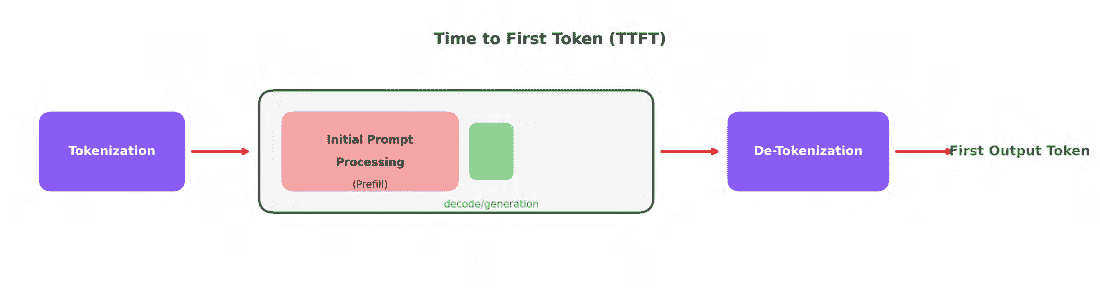 Time to First Token (TTFT)
Tokenization
Initial Prompt
Processing
(Prefill)
decode/generation
De-Tokenization
First Output Token